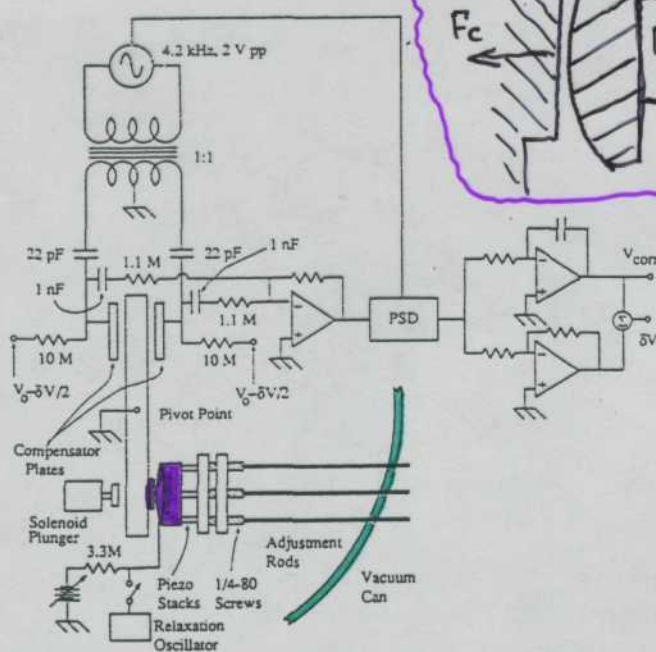 4.2 kHz, 2 V pp
Fc
1:1
22 pF
22 pF
1 nF
1.1 M
1 nF
1.1 M
PSD
δV
10 M
10 M
V₀-δV/2
V₀-δV/2
Pivot Point
Compensator
Plates
Solenoid
Plunger
3.3M
Piezo
Stacks
1/4-80
Screws
Adjustment
Rods
Vacuum
Can
Relaxation
Oscillator